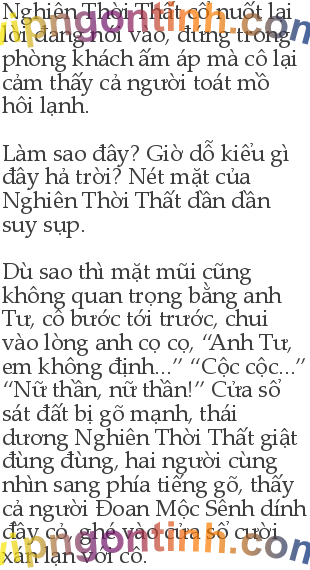 Nghiên Thời Thất cố nuốt lại
lời đang nói vào, đứng trong
phòng khách ấm áp mà cô lại
cảm thấy cả người toát mồ
hôi lạnh.
Làm sao đây? Giờ dỗ kiểu gì
đây hả trời? Nét mặt của
Nghiên Thời Thất dần dần
suy sụp.
Dù sao thì mặt mũi cũng
không quan trọng bằng anh
Tư, cô bước tới trước, chui
vào lòng anh cọ cọ, “Anh Tư,
em không định...” “Cộc cộc...”
“Nữ thần, nữ thần!” Cửa sổ
sát đất bị gõ mạnh, thái
dương Nghiên Thời Thất giật
đùng đùng, hai người cùng
nhìn sang phía tiếng gõ, thấy
cả người Đoan Mộc Sênh dính
đầy cỏ, ghé vào cửa sổ cười
xán lạn với cô.
vipngontinh.com
vipngontinh.com